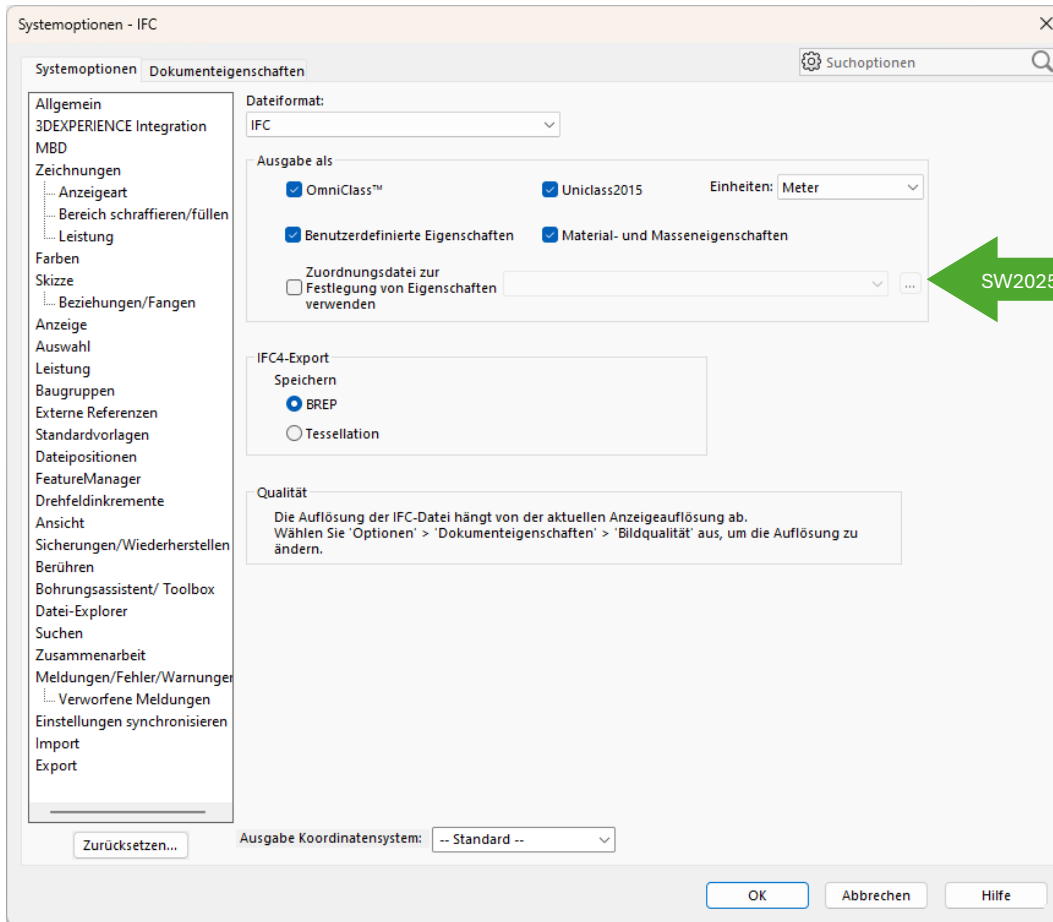 Systemoptionen - IFC
Systemoptionen
Dokumenteigenschaften
Suchoptionen
Allgemein
3DEXPERIENCE Integration
MBD
Zeichnungen
Anzeigeart
Bereich schraffieren/füllen
Leistung
Farben
Skizze
Beziehungen/Fangen
Anzeige
Auswahl
Leistung
Baugruppen
Externe Referenzen
Standardvorlagen
Dateipositionen
FeatureManager
Drehfeldinkremente
Ansicht
Sicherungen/Wiederherstellen
Berühren
Bohrungsassistent/ Toolbox
Datei-Explorer
Suchen
Zusammenarbeit
Meldungen/Fehler/Warnunger
Verworfene Meldungen
Einstellungen synchronisieren
Import
Export
Zurücksetzen...
Dateiformat:
IFC
Ausgabe als
OmniClass™
Uniclass2015
Einheiten: Meter
Benutzerdefinierte Eigenschaften
Material- und Masseneigenschaften
Zuordnungsdatei zur
Festlegung von Eigenschaften
verwenden
...
SW2025
IFC4-Export
Speichern
BREP
Tessellation
Qualität
Die Auflösung der IFC-Datei hängt von der aktuellen Anzeigeauflösung ab.
Wählen Sie 'Optionen' > 'Dokumenteigenschaften' > 'Bildqualität' aus, um die Auflösung zu
ändern.
Ausgabe Koordinatensystem: -- Standard --
OK
Abbrechen
Hilfe